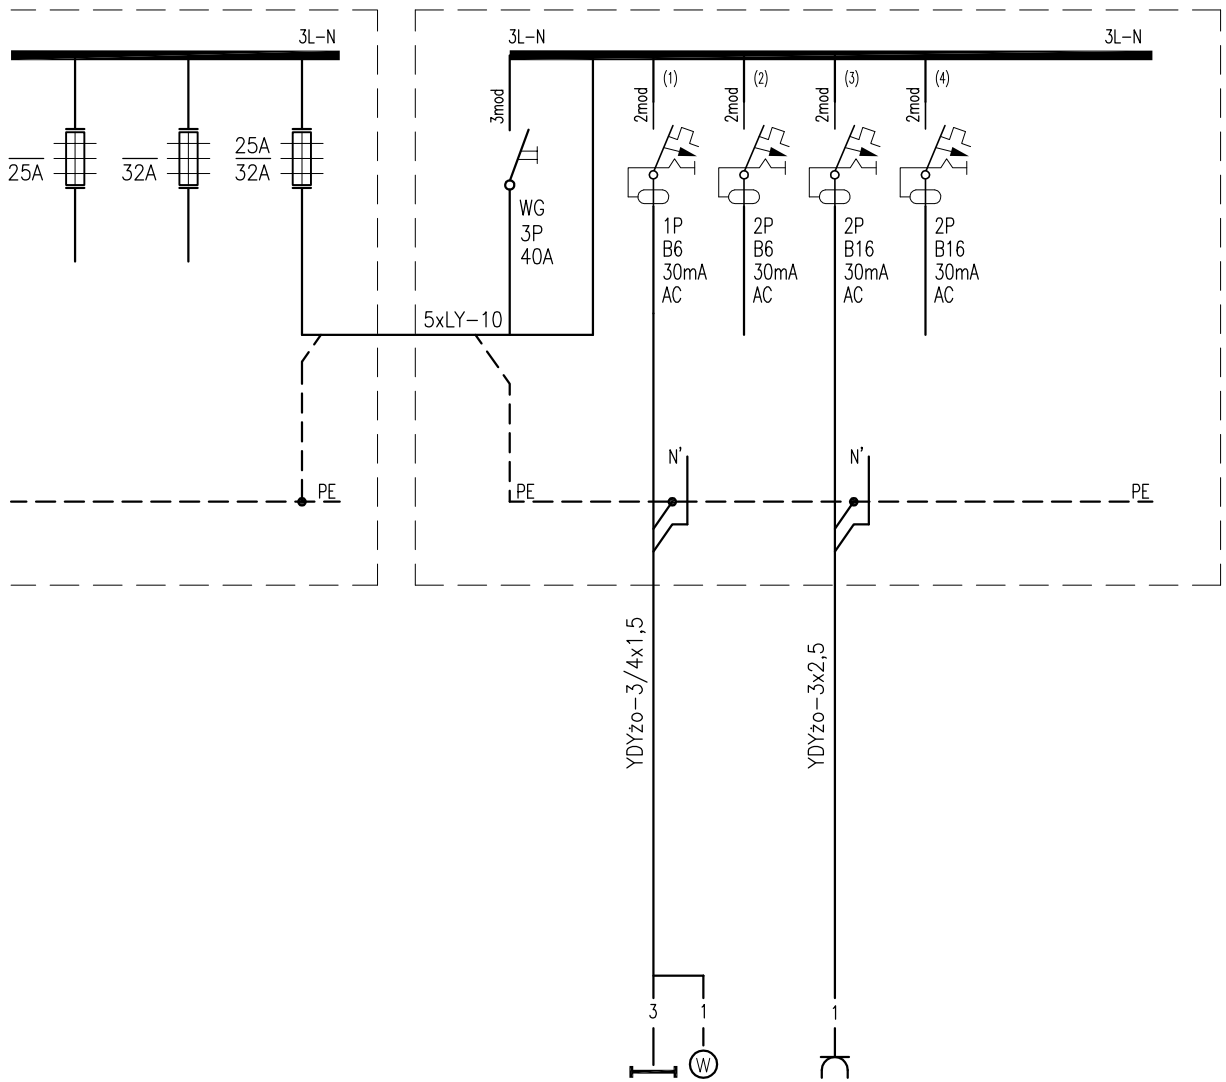 3L-N
3L-N
3L-N
25A
32A
25A
32A
3mod
WG
3P
40A
2mod
(1)
1P
B6
30mA
AC
2mod
(2)
2P
B6
30mA
AC
2mod
(3)
2P
B16
30mA
AC
2mod
(4)
2P
B16
30mA
AC
5xLY-10
N'
N'
PE
PE
PE
YDYżo-3/4x1,5
YDYżo-3x2,5
3
1
1
W